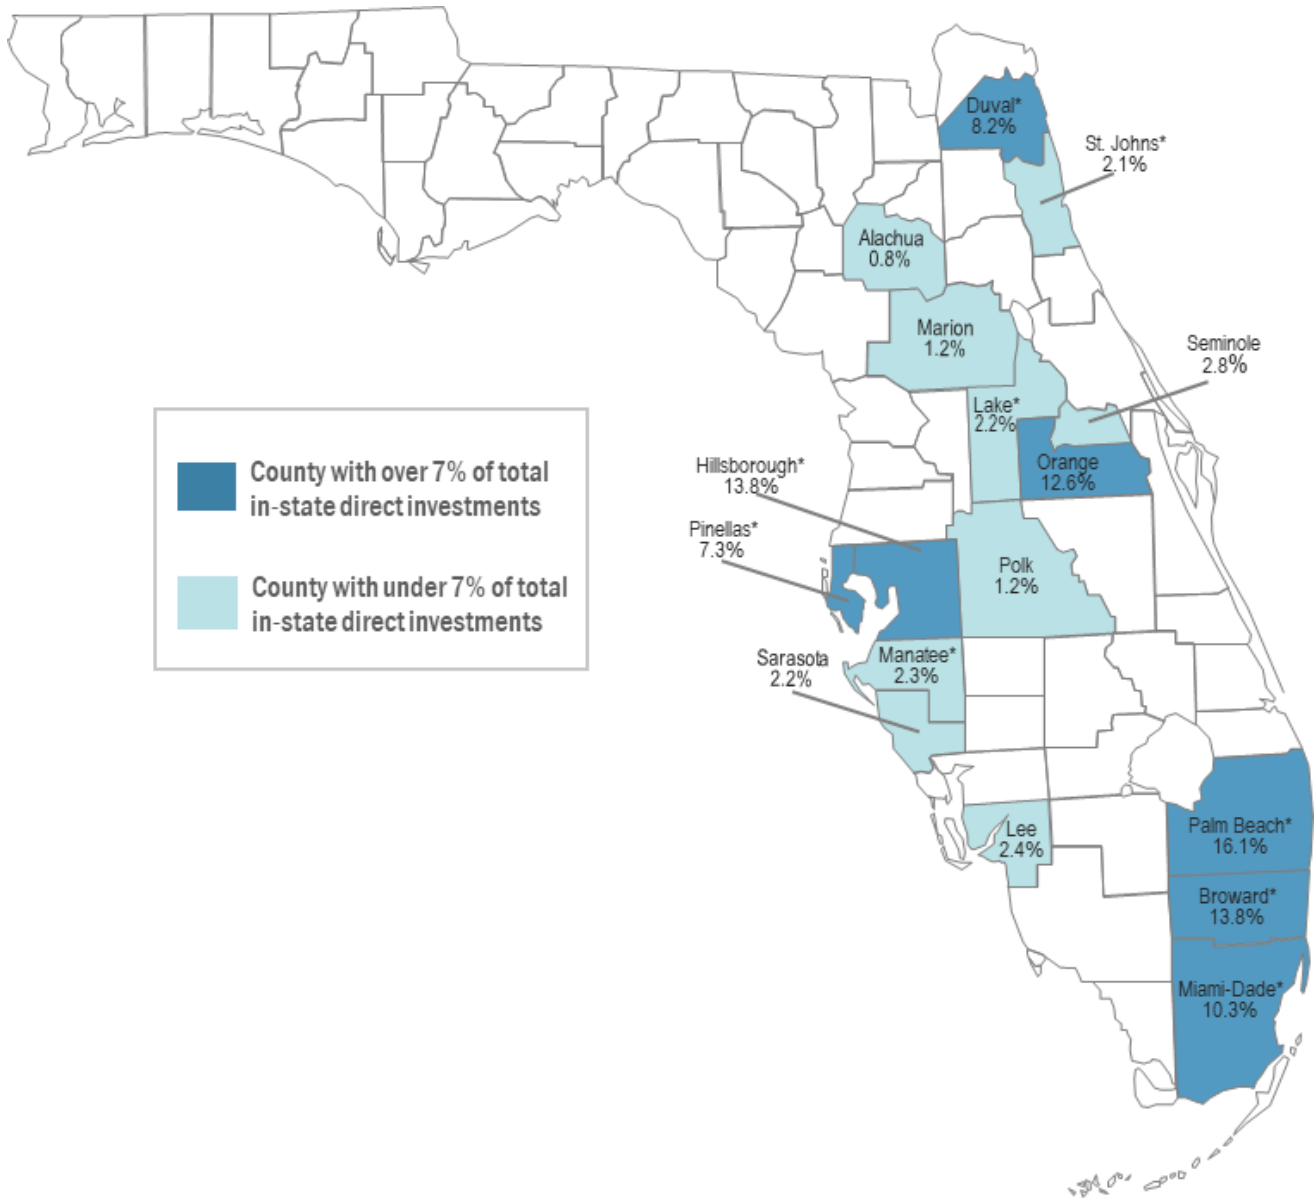 Duval*
8.2%
St. Johns*
2.1%
Alachua
0.8%
Marion
1.2%
Seminole
2.8%
Lake*
2.2%
Orange
12.6%
Hillsborough*
13.8%
Pinellas*
7.3%
Polk
1.2%
Sarasota
2.2%
Manatee*
2.3%
Lee
2.4%
Palm Beach*
16.1%
Broward*
13.8%
Miami-Dade*
10.3%
County with over 7% of total
in-state direct investments
County with under 7% of total
in-state direct investments